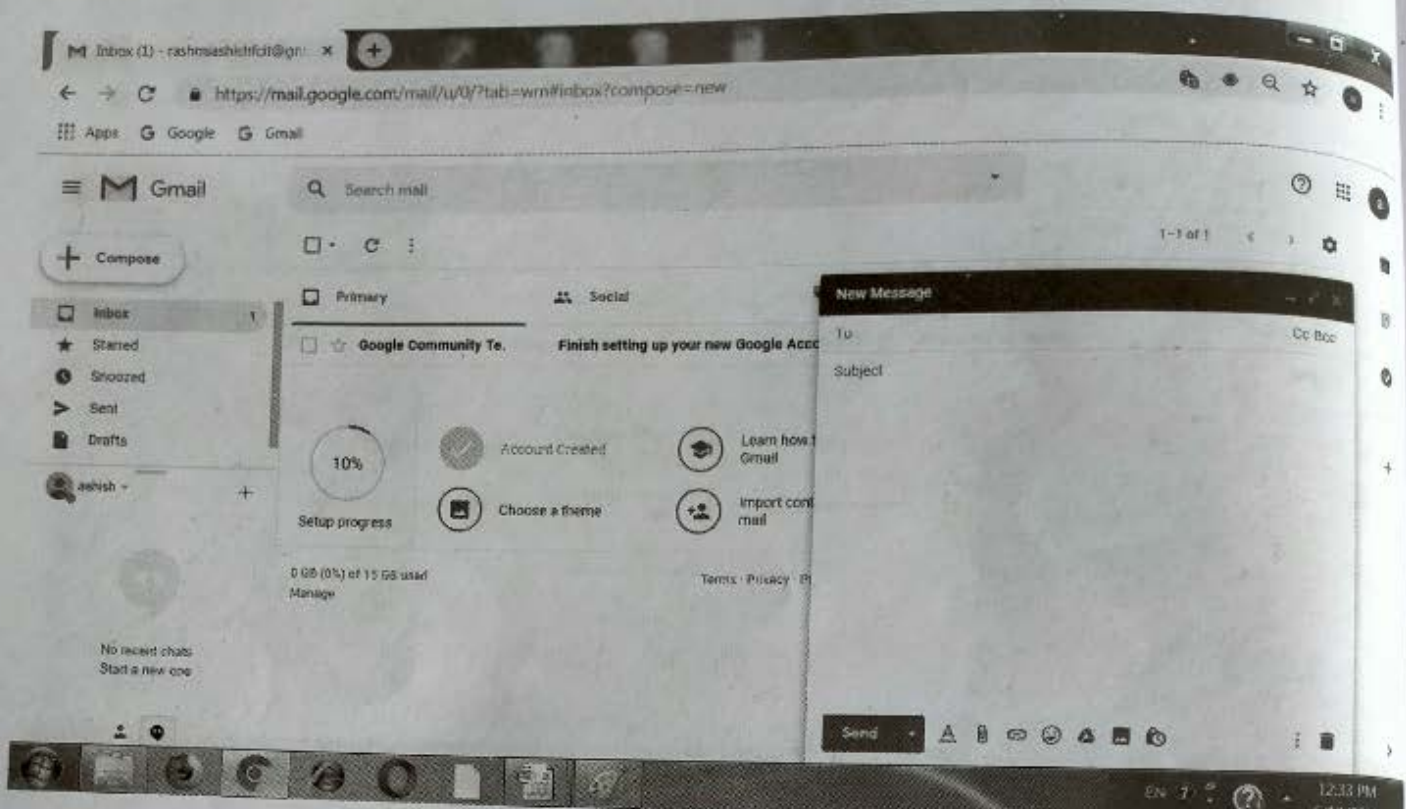 Inbox (1) - rashmiashishfcit@gm
https://mail.google.com/mail/u/0/?tab=wm#inbox?compose=new
Apps G Google G Gmail
Gmail
Search mail
Compose
1-1 of 1
Inbox 1
Starred
Snoozed
Sent
Drafts
Primary
Social
Google Community Te.
Finish setting up your new Google Acco
ashish
10%
Setup progress
Account Created
Choose a theme
Learn how t
Gmail
Import cont
mail
0 GB (0%) of 15 GB used
Manage
Terms · Privacy ·
No recent chats
Start a new one
New Message
To
Cc Bcc
Subject
Send
EN
12:33 PM